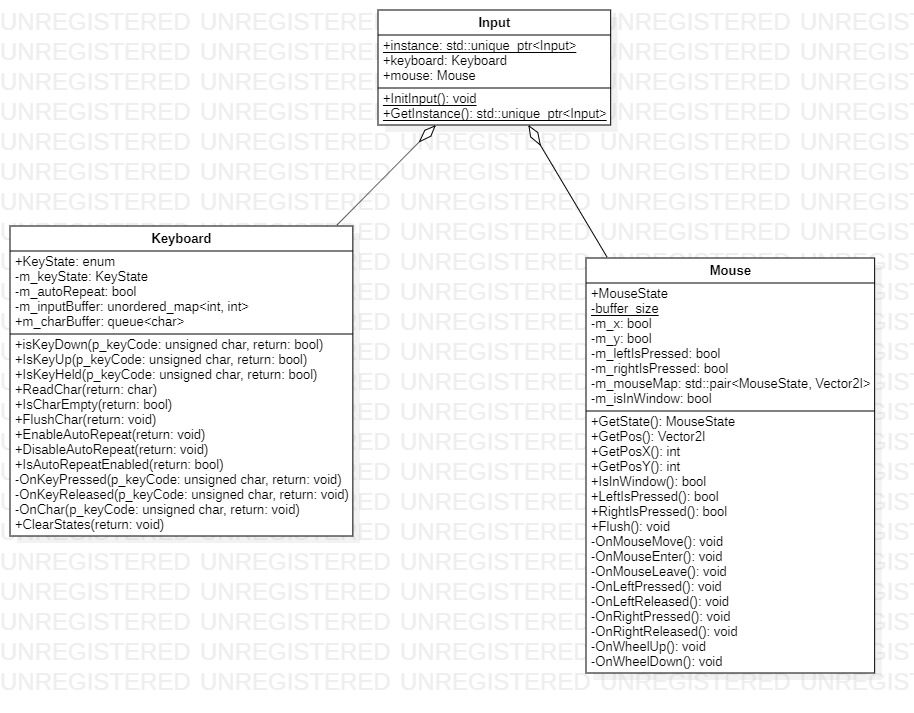 Input
+instance: std::unique_ptr<Input>
+keyboard: Keyboard
+mouse: Mouse
+InitInput(): void
+GetInstance(): std::unique_ptr<Input>
Keyboard
+KeyState: enum
-m_keyState: KeyState
-m_autoRepeat: bool
-m_inputBuffer: unordered_map<int, int>
+m_charBuffer: queue<char>
+isKeyDown(p_keyCode: unsigned char, return: bool)
+IsKeyUp(p_keyCode: unsigned char, return: bool)
+IsKeyHeld(p_keyCode: unsigned char, return: bool)
+ReadChar(return: char)
+IsCharEmpty(return: bool)
+FlushChar(return: void)
+EnableAutoRepeat(return: void)
+DisableAutoRepeat(return: void)
+IsAutoRepeatEnabled(return: bool)
-OnKeyPressed(p_keyCode: unsigned char, return: void)
-OnKeyReleased(p_keyCode: unsigned char, return: void)
-OnChar(p_keyCode: unsigned char, return: void)
+ClearStates(return: void)
Mouse
+MouseState
-buffer_size
-m_x: bool
-m_y: bool
-m_leftIsPressed: bool
-m_rightIsPressed: bool
-m_mouseMap: std::pair<MouseState, Vector2I>
-m_isInWindow: bool
+GetState(): MouseState
+GetPos(): Vector2I
+GetPosX(): int
+GetPosY(): int
+IsInWindow(): bool
+LeftIsPressed(): bool
+RightIsPressed(): bool
+Flush(): void
-OnMouseMove(): void
-OnMouseEnter(): void
-OnMouseLeave(): void
-OnLeftPressed(): void
-OnLeftReleased(): void
-OnRightPressed(): void
-OnRightReleased(): void
-OnWheelUp(): void
-OnWheelDown(): void
UNREGISTERED